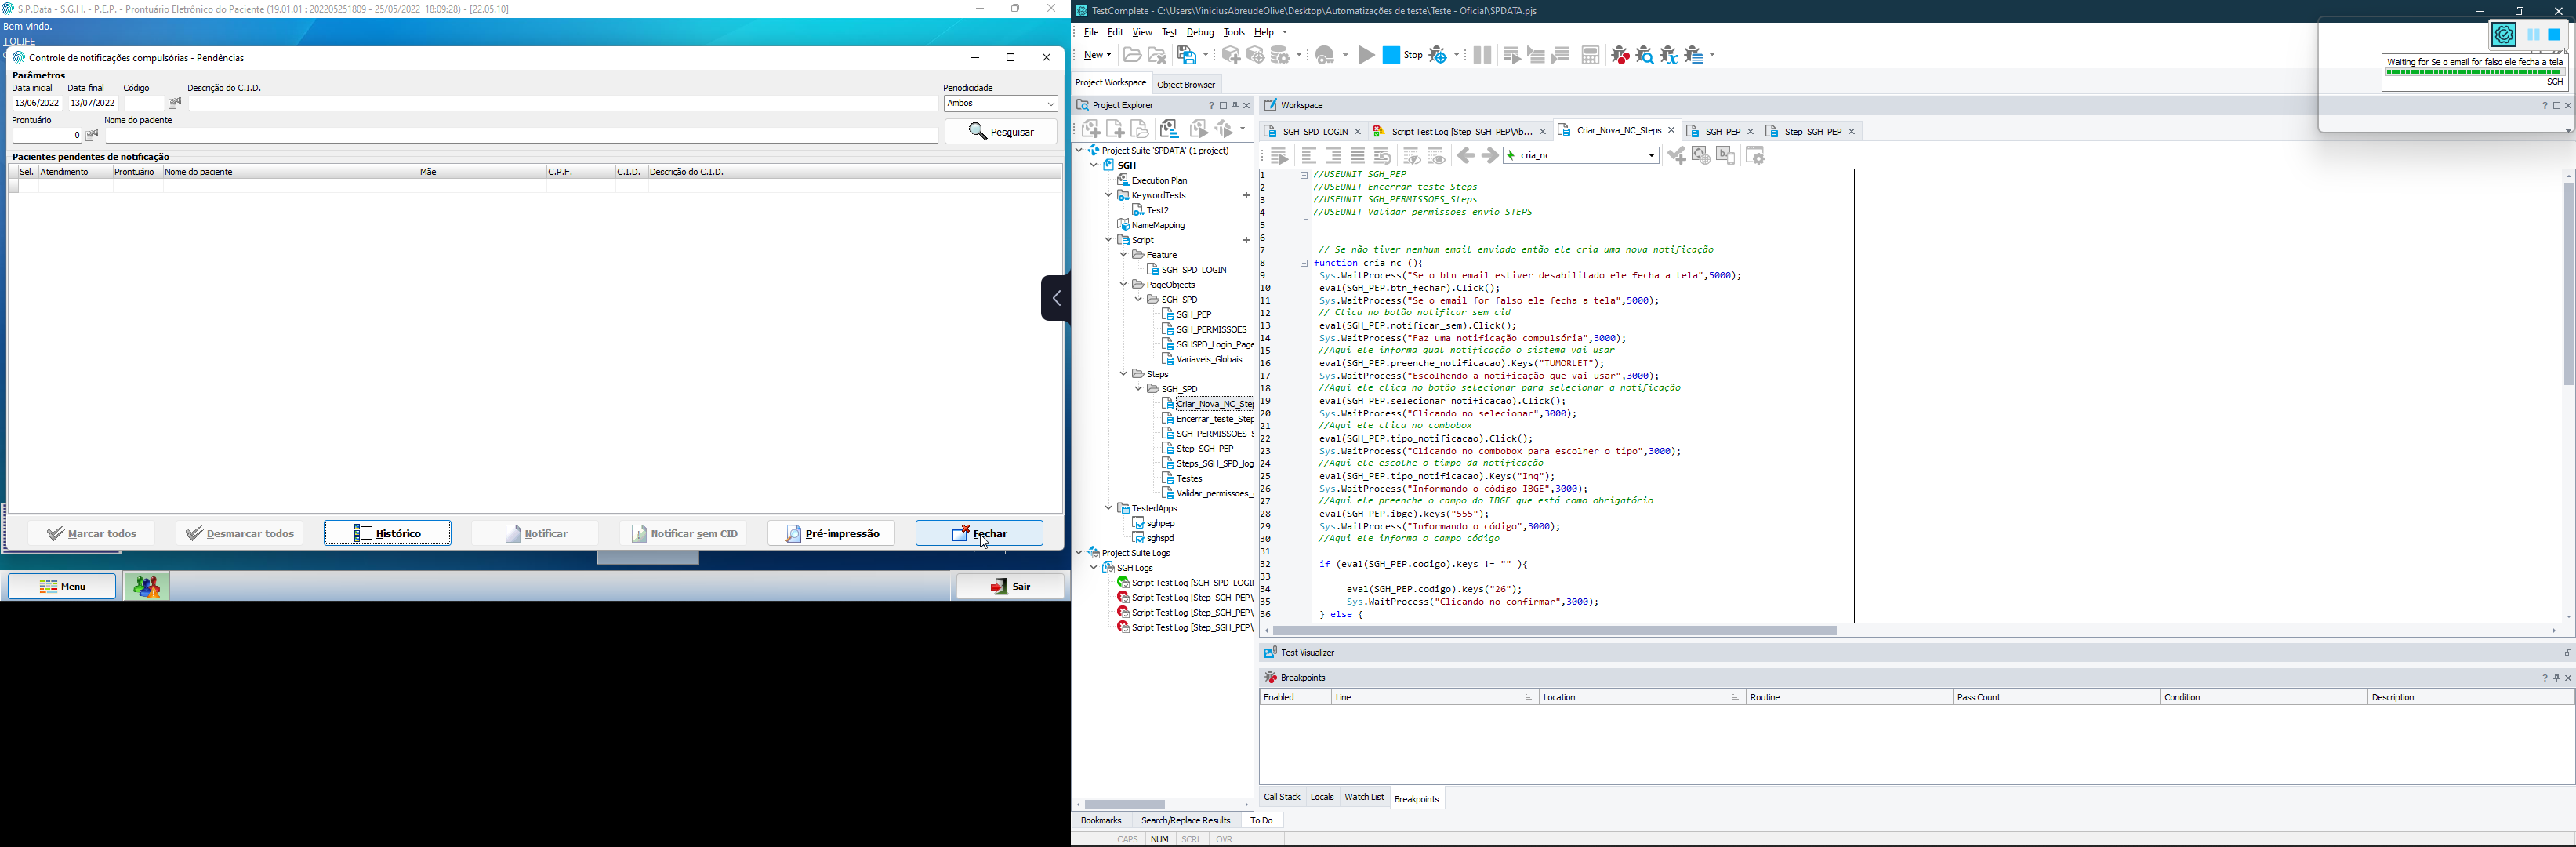 S.P.Data - S.G.H. - P.E.P. - Prontuário Eletrônico do Paciente (19.01.01 : 202205251809 - 25/05/2022 18:09:28) - [22.05.10]
Bem vindo.
TOLIFE
Controle de notificações compulsórias - Pendências
Parâmetros
Data inicial Data final Código Descrição do C.I.D. Periodicidade
13/06/2022 13/07/2022 Ambos
Prontuário Nome do paciente
0 Pesquisar
Pacientes pendentes de notificação
Sel. Atendimento Prontuário Nome do paciente Mãe C.P.F. C.I.D. Descrição do C.I.D.
Marcar todos Desmarcar todos Histórico Notificar Notificar sem CID Pré-impressão Fechar
Menu Sair
TestComplete - C:\Users\ViniciusAbreudeOlive\Desktop\Automatizações de teste\Teste - Oficial\SPDATA.pjs
File Edit View Test Debug Tools Help
New Stop
Waiting for Se o email for falso ele fecha a tela
SGH
Project Workspace Object Browser
Project Explorer
Project Suite 'SPDATA' (1 project)
SGH
Execution Plan
KeywordTests
Test2
NameMapping
Script
Feature
SGH_SPD_LOGIN
PageObjects
SGH_SPD
SGH_PEP
SGH_PERMISSOES
SGHSPD_Login_Page
Variaveis_Globais
Steps
SGH_SPD
Criar_Nova_NC_Step
Encerrar_teste_Step
SGH_PERMISSOES_S
Step_SGH_PEP
Steps_SGH_SPD_log
Testes
Validar_permissoes_
TestedApps
sghpep
sghspd
Project Suite Logs
SGH Logs
Script Test Log [SGH_SPD_LOGI
Script Test Log [Step_SGH_PEP\
Script Test Log [Step_SGH_PEP\
Script Test Log [Step_SGH_PEP\
Workspace
SGH_SPD_LOGIN Script Test Log [Step_SGH_PEP\Ab... Criar_Nova_NC_Steps SGH_PEP Step_SGH_PEP
cria_nc
1 //USEUNIT SGH_PEP
2 //USEUNIT Encerrar_teste_Steps
3 //USEUNIT SGH_PERMISSOES_Steps
4 //USEUNIT Validar_permissoes_envio_STEPS
5
6
7 // Se não tiver nenhum email enviado então ele cria uma nova notificação
8 function cria_nc (){
9 Sys.WaitProcess("Se o btn email estiver desabilitado ele fecha a tela",5000);
10 eval(SGH_PEP.btn_fechar).Click();
11 Sys.WaitProcess("Se o email for falso ele fecha a tela",5000);
12 // Clica no botão notificar sem cid
13 eval(SGH_PEP.notificar_sem).Click();
14 Sys.WaitProcess("Faz uma notificação compulsória",3000);
15 //Aqui ele informa qual notificação o sistema vai usar
16 eval(SGH_PEP.preenche_notificacao).Keys("TUMORLET");
17 Sys.WaitProcess("Escolhendo a notificação que vai usar",3000);
18 //Aqui ele clica no botão selecionar para selecionar a notificação
19 eval(SGH_PEP.selecionar_notificacao).Click();
20 Sys.WaitProcess("Clicando no selecionar",3000);
21 //Aqui ele clica no combobox
22 eval(SGH_PEP.tipo_notificacao).Click();
23 Sys.WaitProcess("Clicando no combobox para escolher o tipo",3000);
24 //Aqui ele escolhe o timpo da notificação
25 eval(SGH_PEP.tipo_notificacao).Keys("Inq");
26 Sys.WaitProcess("Informando o código IBGE",3000);
27 //Aqui ele preenche o campo do IBGE que está como obrigatório
28 eval(SGH_PEP.ibge).keys("555");
29 Sys.WaitProcess("Informando o código",3000);
30 //Aqui ele informa o campo código
31
32 if (eval(SGH_PEP.codigo).keys != "" ){
33
34 eval(SGH_PEP.codigo).keys("26");
35 Sys.WaitProcess("Clicando no confirmar",3000);
36 } else {
Test Visualizer
Breakpoints
Enabled Line Location Routine Pass Count Condition Description
Call Stack Locals Watch List Breakpoints
Bookmarks Search/Replace Results To Do
CAPS NUM SCRL OVR